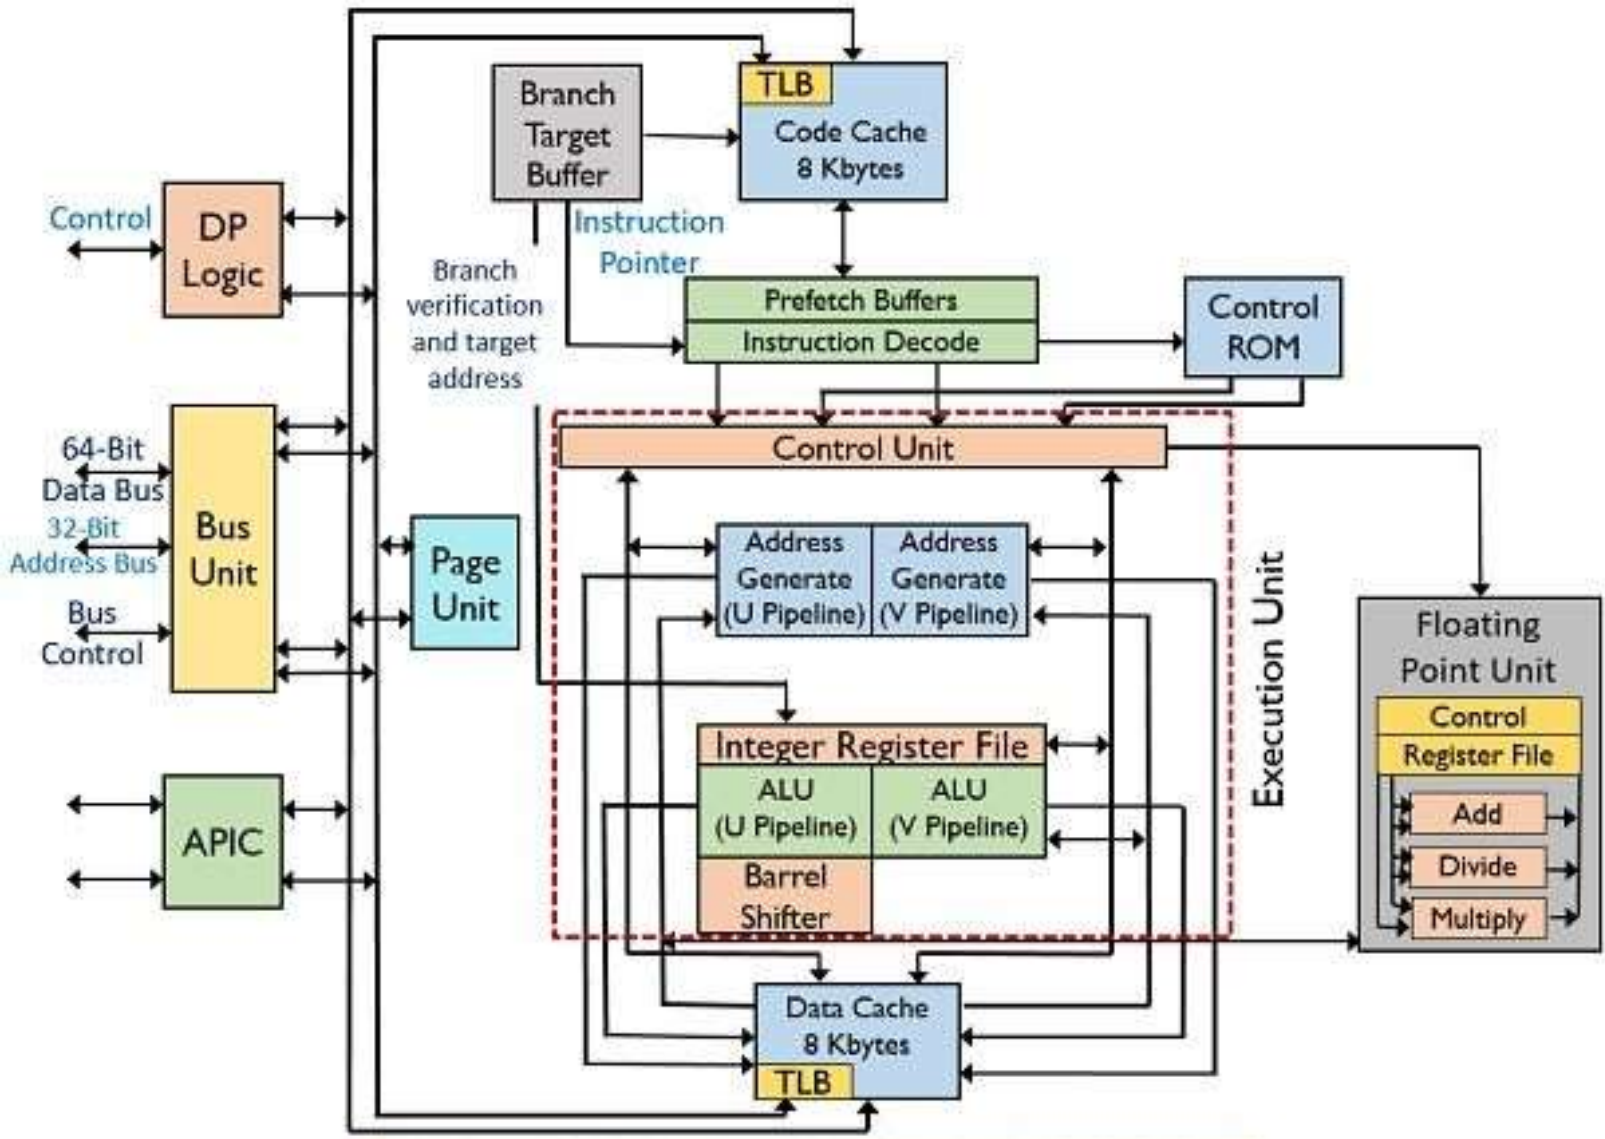 Branch
Target
Buffer
TLB
Code Cache
8 Kbytes
Control
DP
Logic
Instruction
Pointer
Branch
verification
and target
address
Prefetch Buffers
Instruction Decode
Control
ROM
Control Unit
64-Bit
Data Bus
32-Bit
Address Bus
Bus
Control
Bus
Unit
Page
Unit
Address
Generate
(U Pipeline)
Address
Generate
(V Pipeline)
Execution Unit
Floating
Point Unit
Control
Register File
Add
Divide
Multiply
Integer Register File
ALU
(U Pipeline)
ALU
(V Pipeline)
Barrel
Shifter
APIC
Data Cache
8 Kbytes
TLB